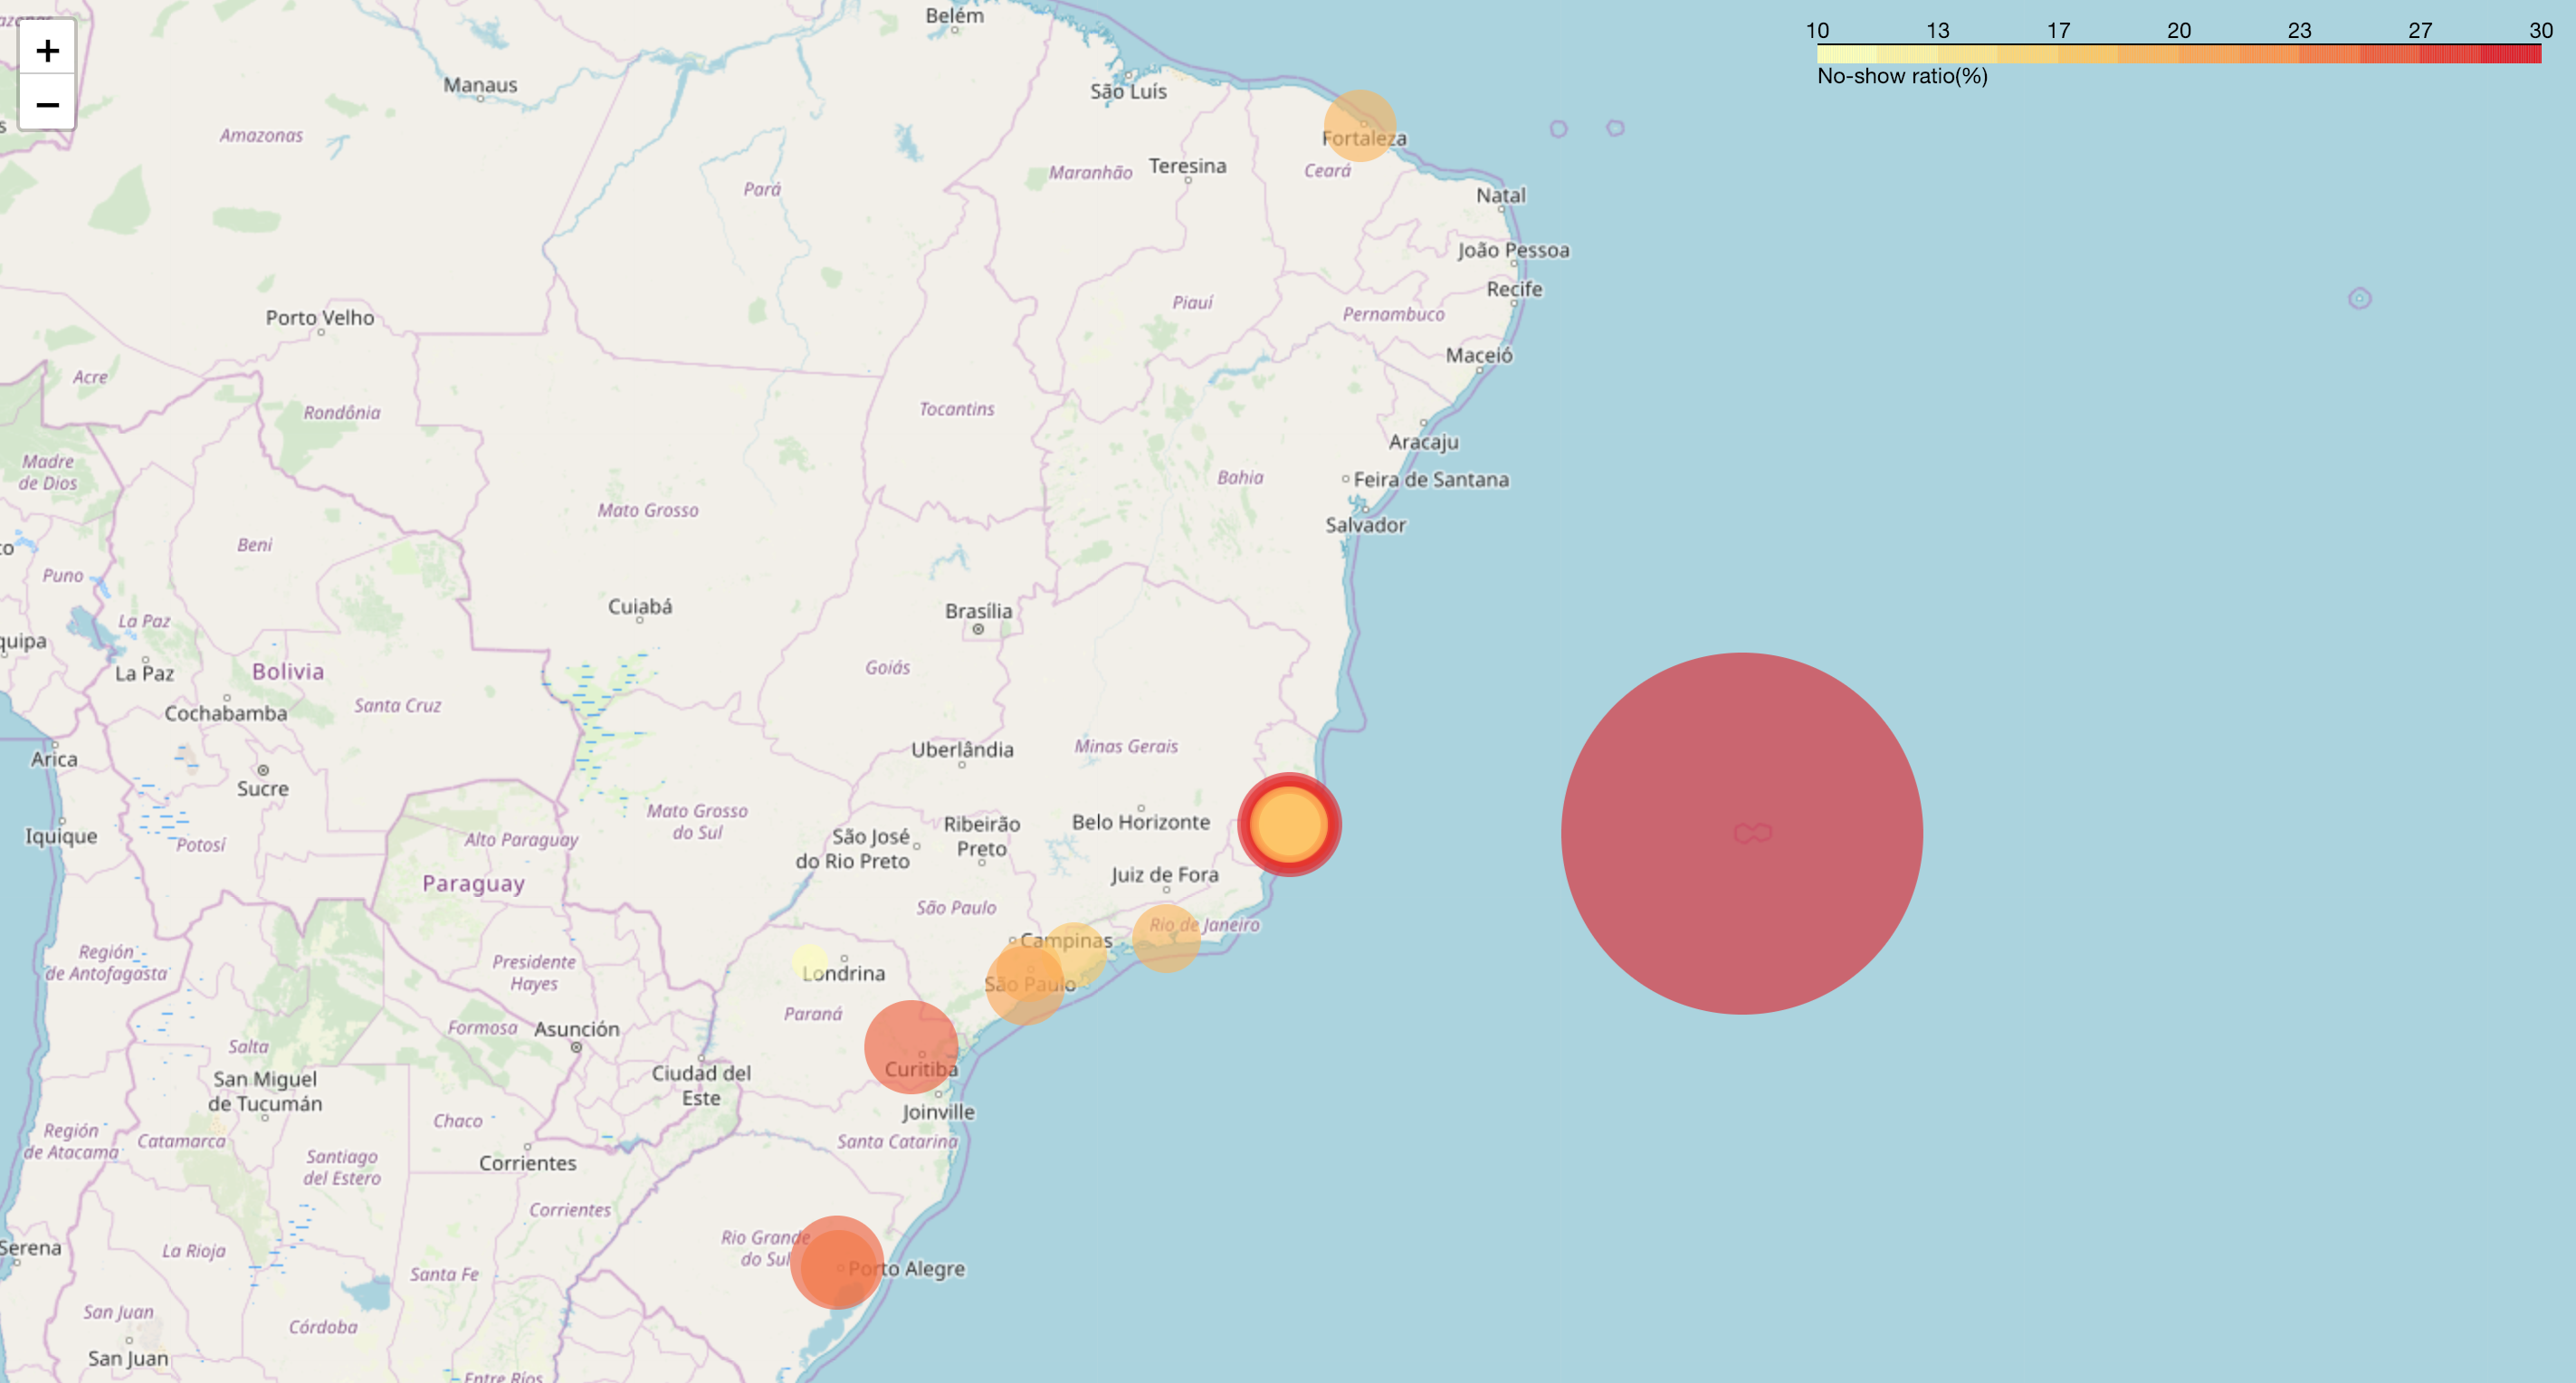 +
−
10 13 17 20 23 27 30
No-show ratio(%)
Belém
Manaus
São Luís
Amazonas
Fortaleza
Teresina
Maranhão
Ceará
Pará
Natal
João Pessoa
Recife
Piauí
Pernambuco
Porto Velho
Maceió
Acre
Rondônia
Tocantins
Aracaju
Madre
de Dios
Bahia
Feira de Santana
Mato Grosso
Salvador
Beni
Puno
Cuiabá
Brasília
La Paz
quipa
La Paz
Bolivia
Goiás
Santa Cruz
Cochabamba
Uberlândia
Minas Gerais
Arica
Sucre
Mato Grosso
do Sul
Belo Horizonte
Ribeirão
Preto
São José
do Rio Preto
Iquique
Potosí
Alto Paraguay
Juiz de Fora
Paraguay
São Paulo
Rio de Janeiro
Campinas
Región
de Antofagasta
Presidente
Hayes
Londrina
São Paulo
Paraná
Formosa
Asunción
Salta
Curitiba
Ciudad del
Este
San Miguel
de Tucumán
Joinville
Chaco
Región
de Atacama
Catamarca
Santa Catarina
Santiago
del Estero
Corrientes
Corrientes
Rio Grande
do Sul
Serena
La Rioja
Porto Alegre
Santa Fe
San Juan
Córdoba
San Juan
Entre Ríos